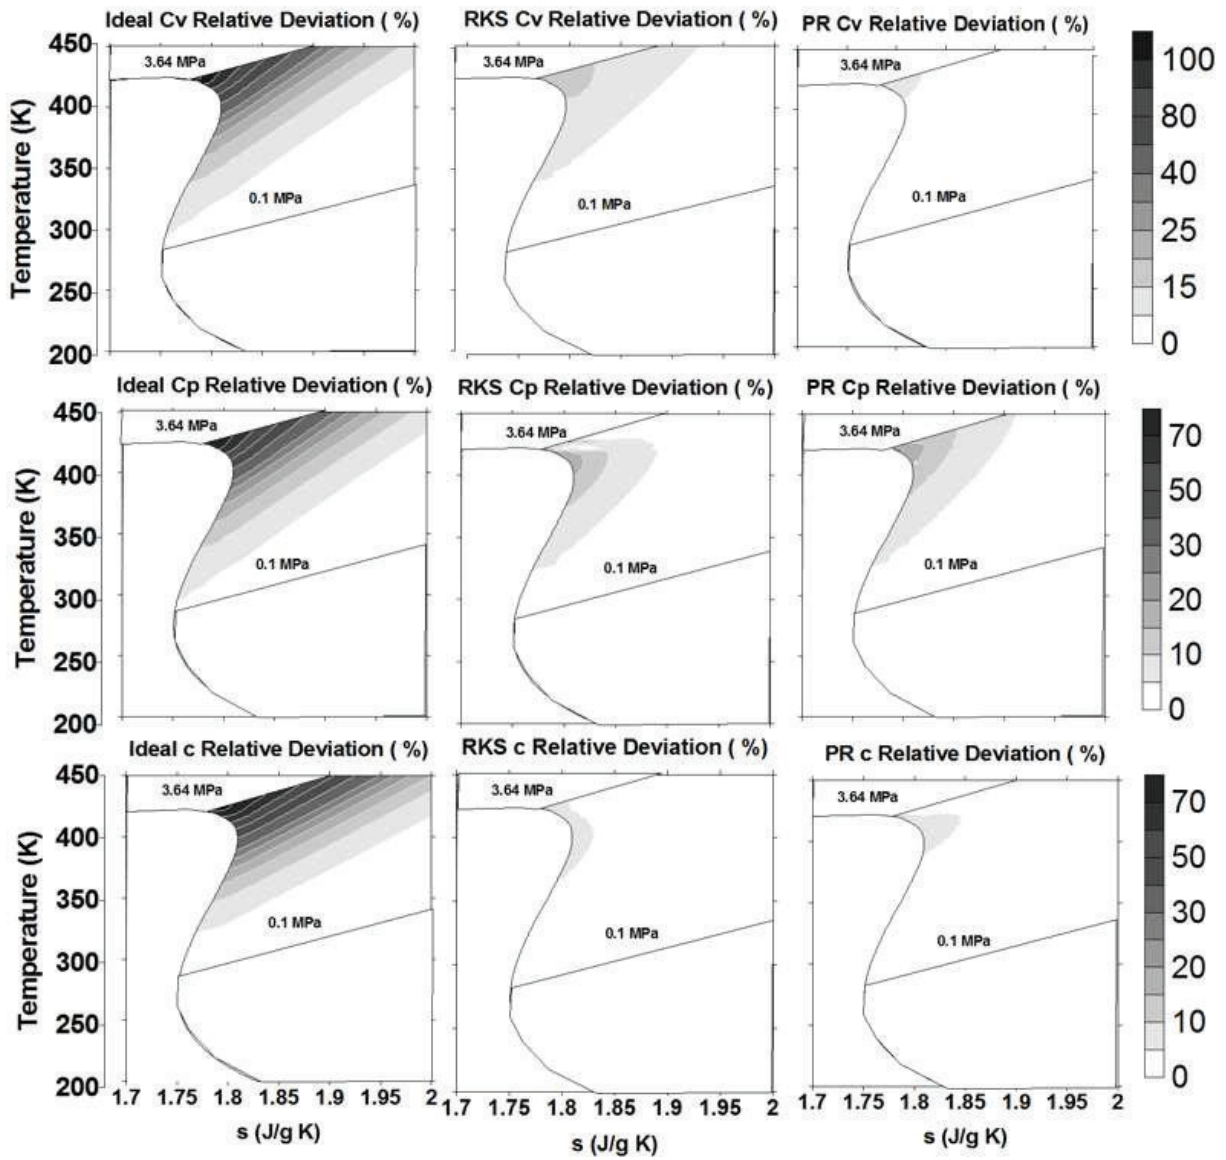 Ideal Cv Relative Deviation ( %)
RKS Cv Relative Deviation ( %)
PR Cv Relative Deviation ( %)
Temperature (K)
450
400
350
300
250
200
3.64 MPa
0.1 MPa
3.64 MPa
0.1 MPa
3.64 MPa
0.1 MPa
100
80
40
25
15
0
Ideal Cp Relative Deviation ( %)
RKS Cp Relative Deviation ( %)
PR Cp Relative Deviation ( %)
Temperature (K)
450
400
350
300
250
200
3.64 MPa
0.1 MPa
3.64 MPa
0.1 MPa
3.64 MPa
0.1 MPa
70
50
30
20
10
0
Ideal c Relative Deviation ( %)
RKS c Relative Deviation ( %)
PR c Relative Deviation ( %)
Temperature (K)
450
400
350
300
250
200
3.64 MPa
0.1 MPa
3.64 MPa
0.1 MPa
3.64 MPa
0.1 MPa
70
50
30
20
10
0
1.7 1.75 1.8 1.85 1.95 2
1.7 1.75 1.8 1.85 1.95 2
1.7 1.75 1.8 1.85 1.95 2
s (J/g K)
s (J/g K)
s (J/g K)